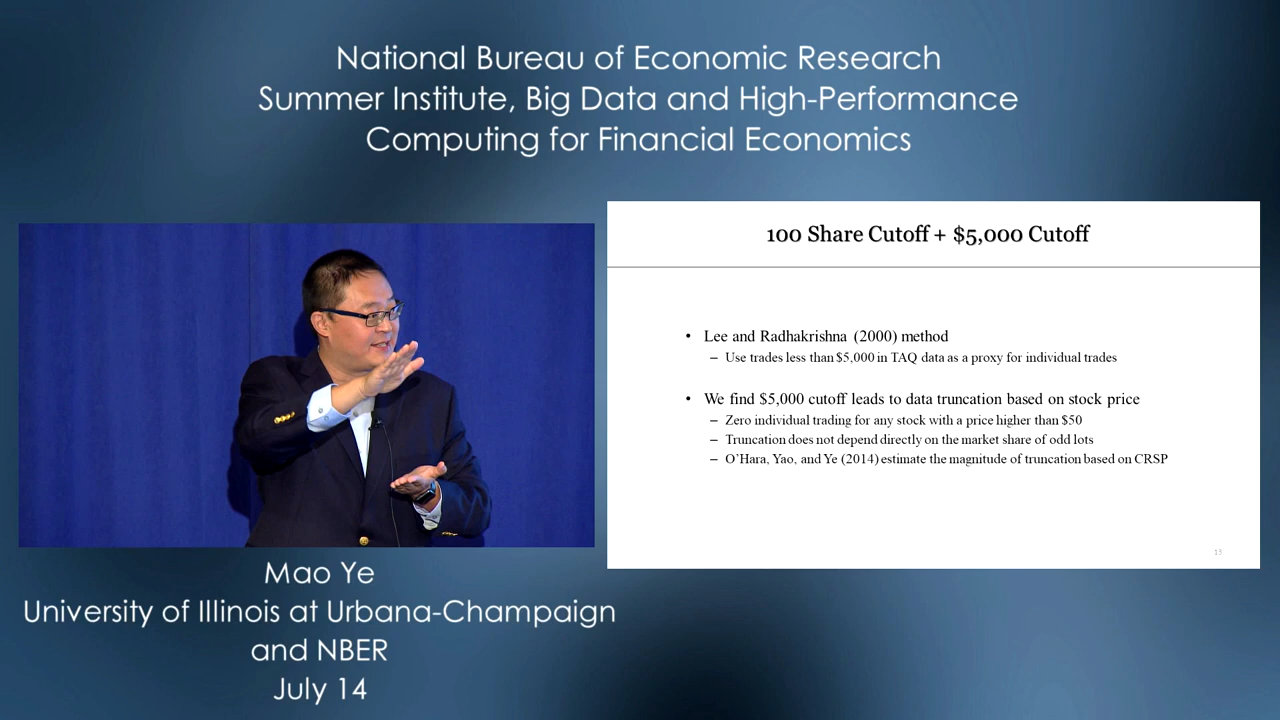 National Bureau of Economic Research
Summer Institute, Big Data and High-Performance
Computing for Financial Economics
100 Share Cutoff + $5,000 Cutoff
• Lee and Radhakrishna (2000) method
– Use trades less than $5,000 in TAQ data as a proxy for individual trades
• We find $5,000 cutoff leads to data truncation based on stock price
– Zero individual trading for any stock with a price higher than $50
– Truncation does not depend directly on the market share of odd lots
– O’Hara, Yao, and Ye (2014) estimate the magnitude of truncation based on CRSP
13
Mao Ye
University of Illinois at Urbana-Champaign
and NBER
July 14